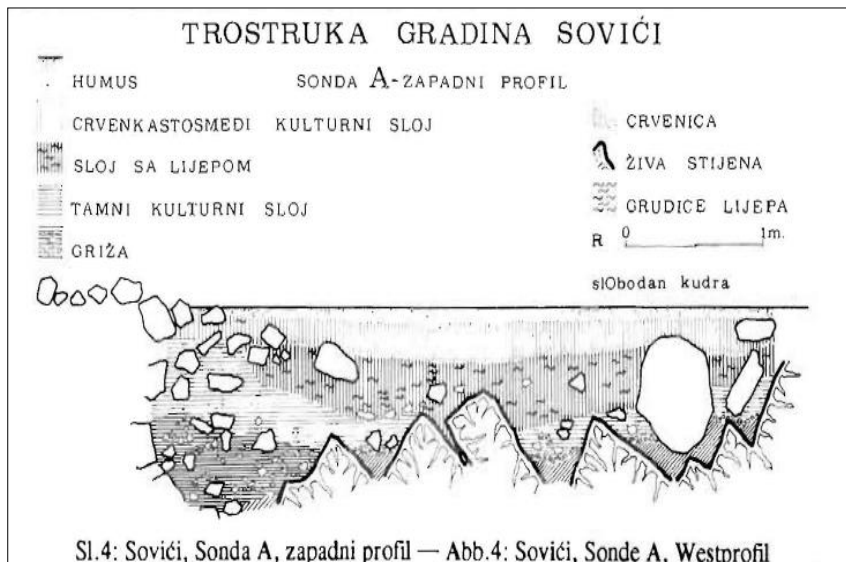 TROSTRUKA GRADINA SOVIĆI
HUMUS
SONDA A-ZAPADNI PROFIL
CRVENKASTOSMEĐI KULTURNI SLOJ
SLOJ SA LIJEPOM
TAMNI KULTURNI SLOJ
GRIŽA
CRVENICA
ŽIVA STIJENA
GRUDICE LIJEPA
R 0 1m.
slObodan kudra
Sl.4: Sovići, Sonda A, zapadni profil — Abb.4: Sovići, Sonde A, Westprofil